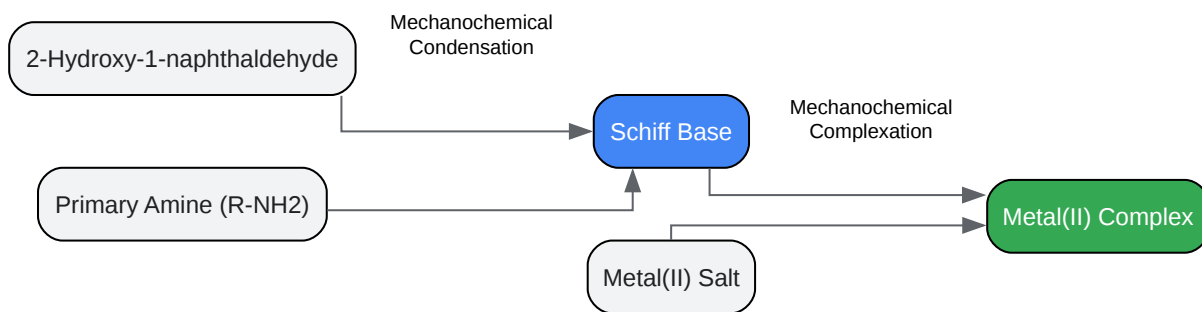 Mechanochemical
Condensation
2-Hydroxy-1-naphthaldehyde
Mechanochemical
Complexation
Schiff Base
Primary Amine (R-NH2)
Metal(II) Complex
Metal(II) Salt